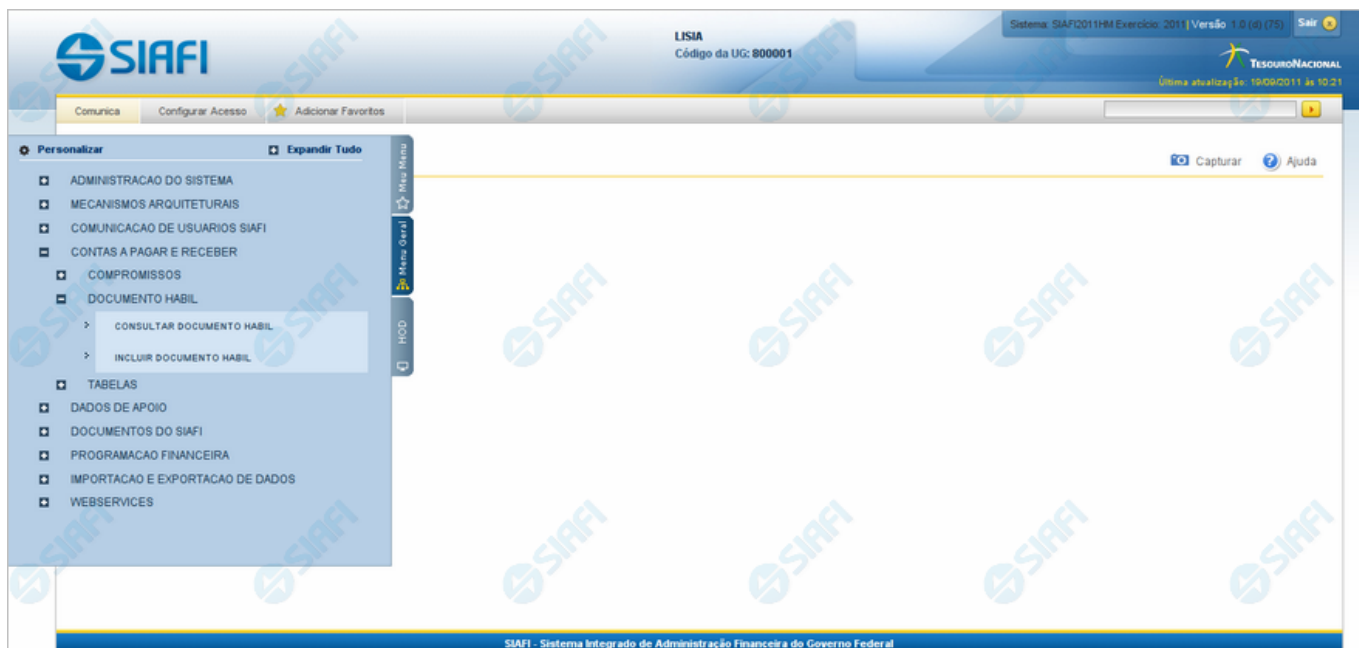 SIAFI
LISIA
Código da UG: 800001
Sistema: SIAFI2011HM Exercício: 2011 | Versão 1.0 (d) (75)
Sair
TESOURONACIONAL
Última atualização: 19/09/2011 às 10:21
Comunica
Configurar Acesso
Adicionar Favoritos
Personalizar
Expandir Tudo
Meu Menu
Menu Geral
HOD
Capturar
Ajuda
ADMINISTRACAO DO SISTEMA
MECANISMOS ARQUITETURAIS
COMUNICACAO DE USUARIOS SIAFI
CONTAS A PAGAR E RECEBER
COMPROMISSOS
DOCUMENTO HABIL
CONSULTAR DOCUMENTO HABIL
INCLUIR DOCUMENTO HABIL
TABELAS
DADOS DE APOIO
DOCUMENTOS DO SIAFI
PROGRAMACAO FINANCEIRA
IMPORTACAO E EXPORTACAO DE DADOS
WEBSERVICES
SIAFI - Sistema Integrado de Administração Financeira do Governo Federal